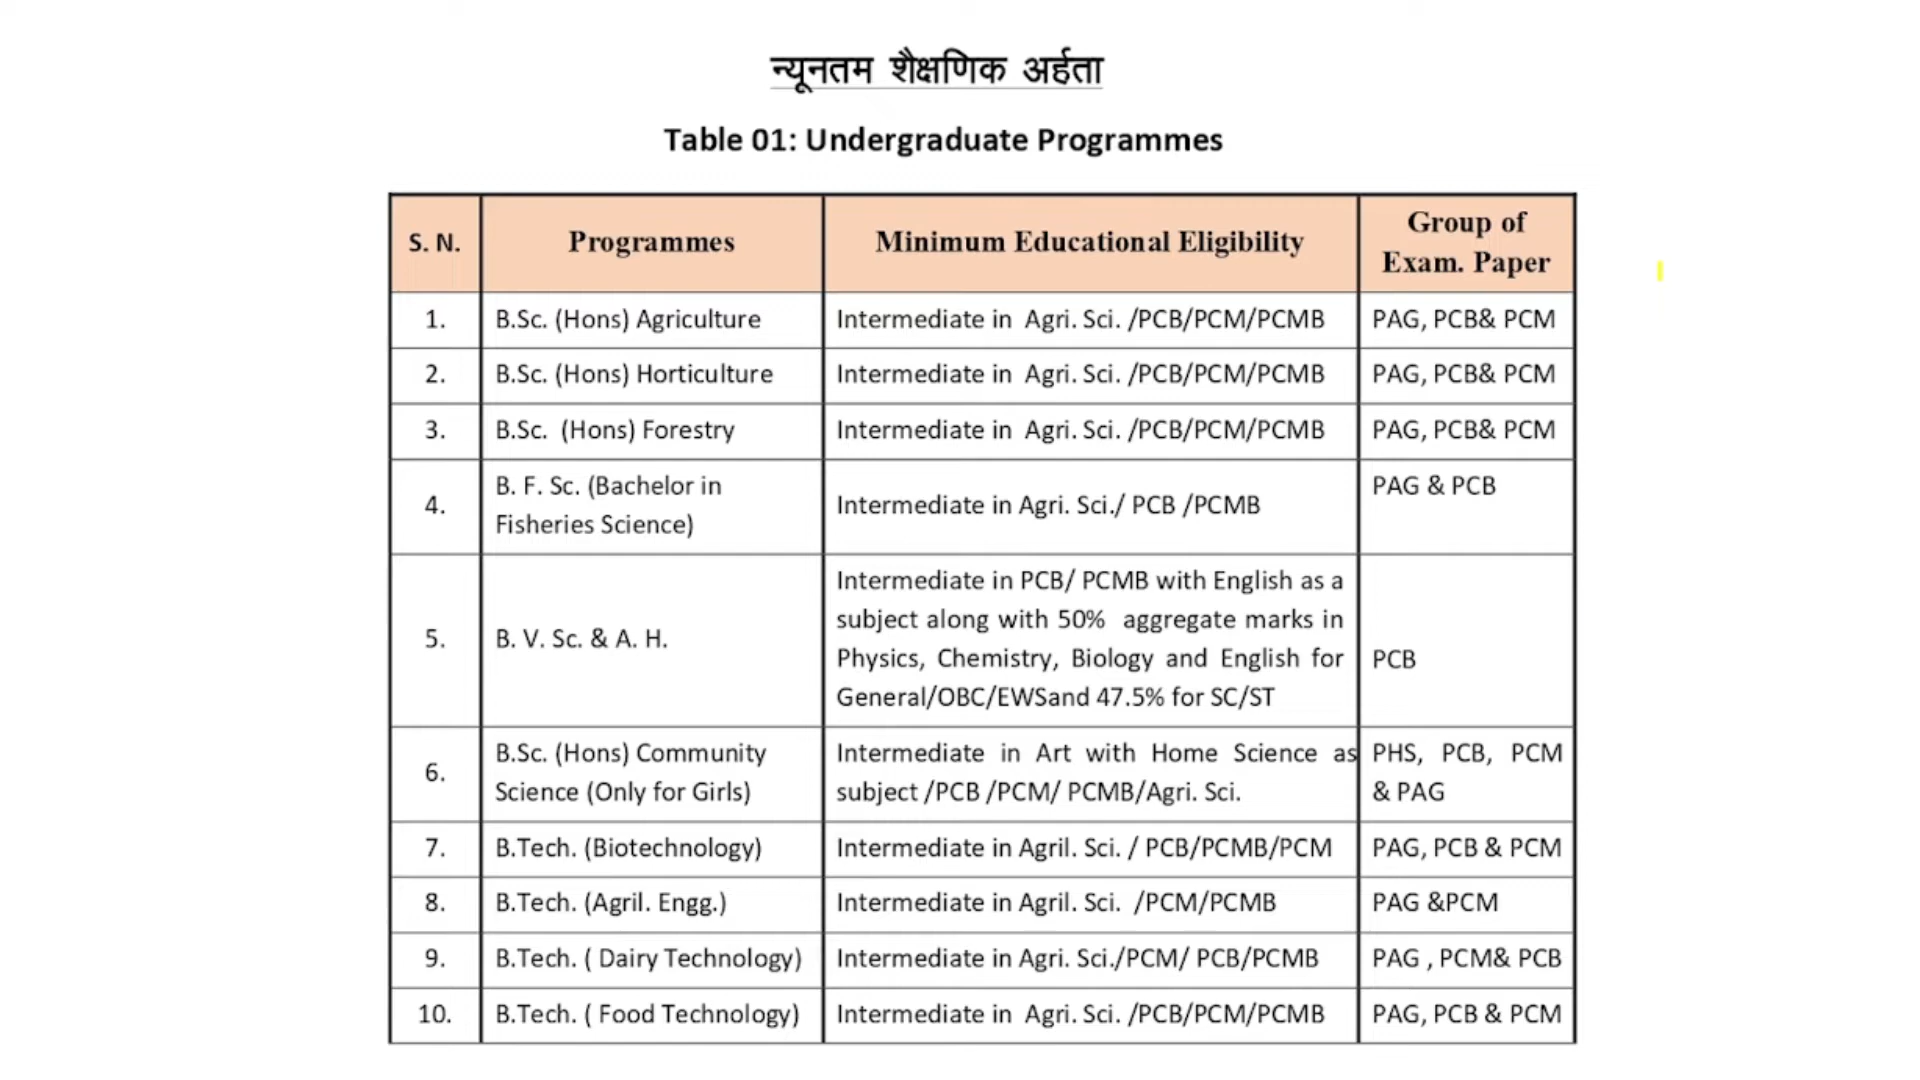 न्यूनतम शैक्षणिक अर्हता
Table 01: Undergraduate Programmes
S. N. Programmes Minimum Educational Eligibility Group of Exam. Paper
1. B.Sc. (Hons) Agriculture Intermediate in Agri. Sci. /PCB/PCM/PCMB PAG, PCB& PCM
2. B.Sc. (Hons) Horticulture Intermediate in Agri. Sci. /PCB/PCM/PCMB PAG, PCB& PCM
3. B.Sc. (Hons) Forestry Intermediate in Agri. Sci. /PCB/PCM/PCMB PAG, PCB& PCM
4. B. F. Sc. (Bachelor in
Fisheries Science) Intermediate in Agri. Sci./ PCB /PCMB PAG & PCB
5. B. V. Sc. & A. H. Intermediate in PCB/ PCMB with English as a
subject along with 50% aggregate marks in
Physics, Chemistry, Biology and English for
General/OBC/EWSand 47.5% for SC/ST PCB
6. B.Sc. (Hons) Community
Science (Only for Girls) Intermediate in Art with Home Science as
subject /PCB /PCM/ PCMB/Agri. Sci. PHS, PCB, PCM
& PAG
7. B.Tech. (Biotechnology) Intermediate in Agril. Sci. / PCB/PCMB/PCM PAG, PCB & PCM
8. B.Tech. (Agril. Engg.) Intermediate in Agril. Sci. /PCM/PCMB PAG &PCM
9. B.Tech. ( Dairy Technology) Intermediate in Agri. Sci./PCM/ PCB/PCMB PAG , PCM& PCB
10. B.Tech. ( Food Technology) Intermediate in Agri. Sci. /PCB/PCM/PCMB PAG, PCB & PCM